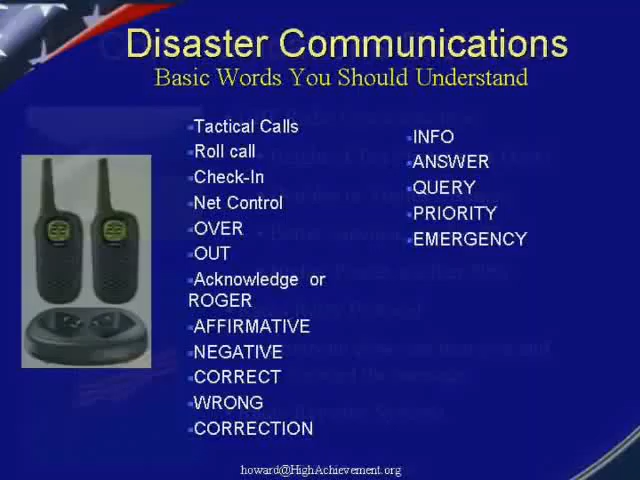 Disaster Communications
Basic Words You Should Understand
Tactical Calls
Roll call
Check-In
Net Control
OVER
OUT
Acknowledge or
ROGER
AFFIRMATIVE
NEGATIVE
CORRECT
WRONG
CORRECTION
INFO
ANSWER
QUERY
PRIORITY
EMERGENCY
howard@HighAchievement.org